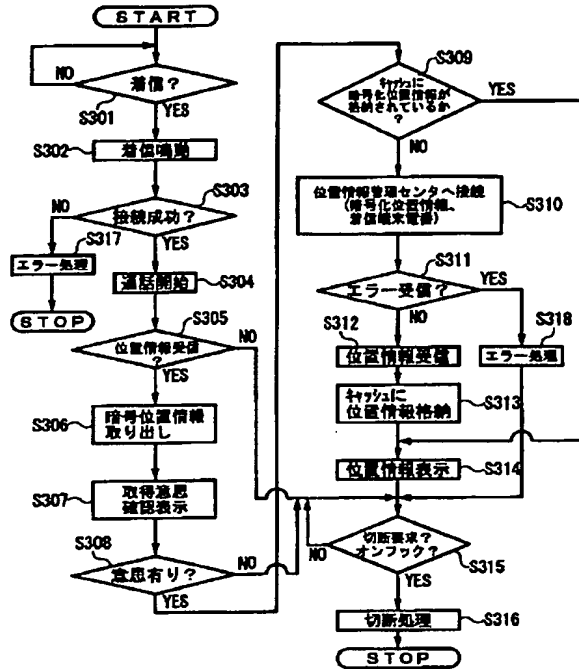 START
NO
着信？
S301
YES
S302
着信鳴動
S303
NO
接続成功？
S317
YES
エラー処理
S304
通話開始
STOP
S305
位置情報受信
？
NO
YES
S306
暗号位置情報
取り出し
S307
取得意思
確認表示
S308
意思有り？
NO
YES
S309
ｷｬｯｼｭに
暗号化位置情報が
格納されているか
？
YES
NO
位置情報管理センタへ接続
(暗号化位置情報、
着信端末電番)
S310
S311
エラー受信？
YES
S312
NO
S318
位置情報受信
エラー処理
ｷｬｯｼｭに
位置情報格納
S313
位置情報表示
S314
切断要求？
オンフック？
NO
S315
YES
切断処理
S316
STOP